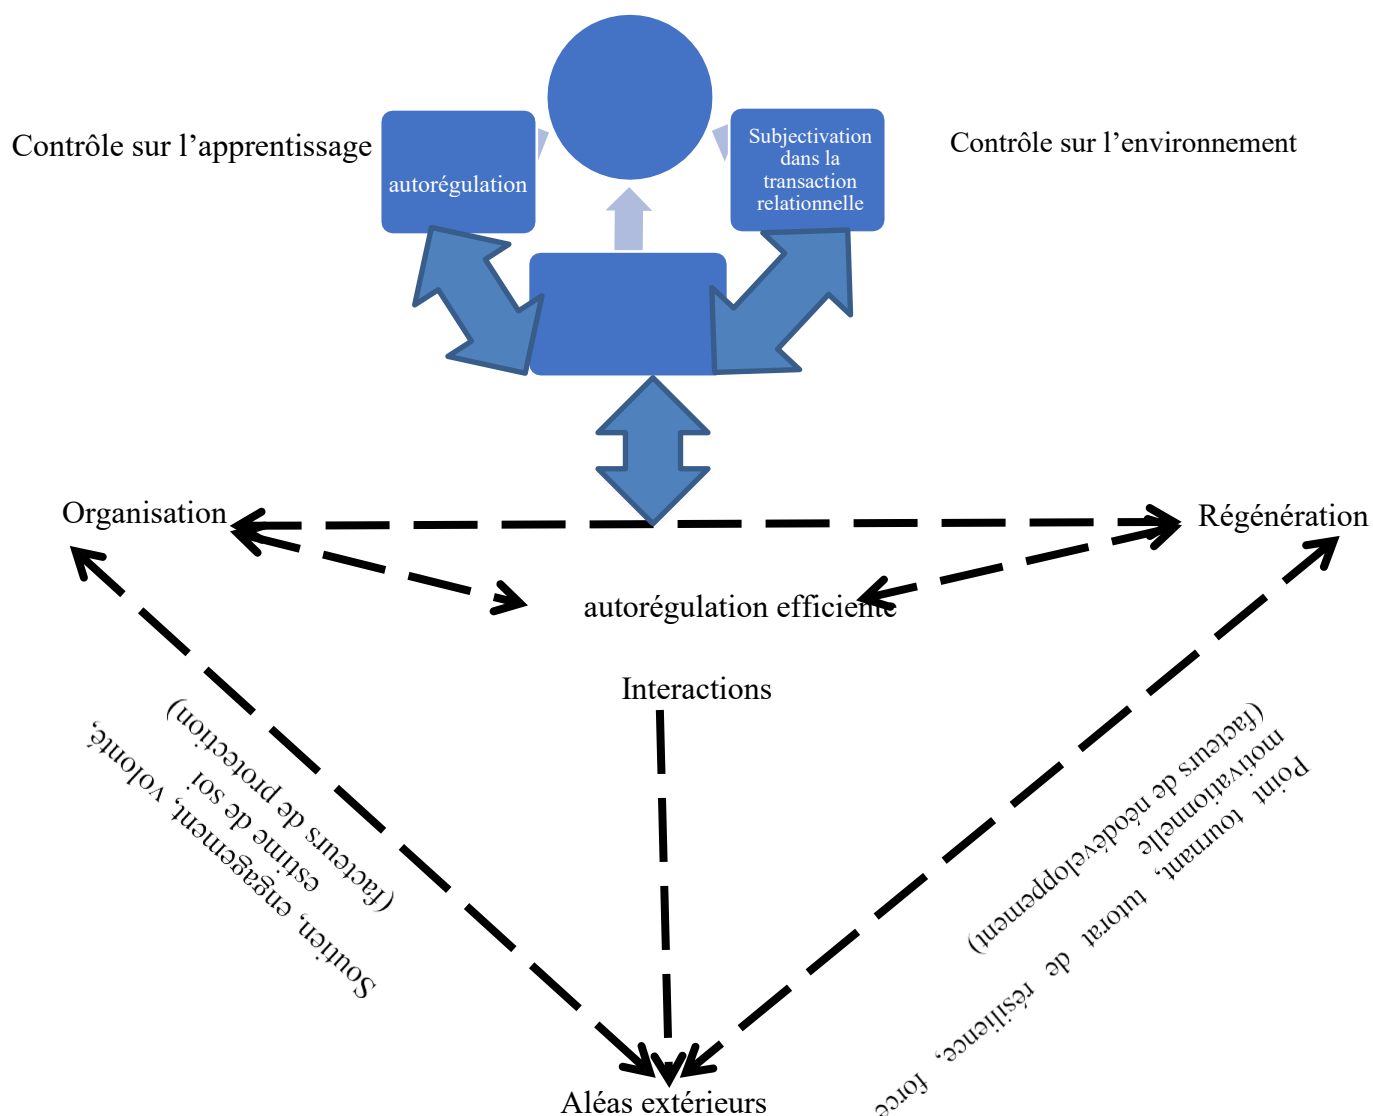 Contrôle sur l’apprentissage
autorégulation
Subjectivation
dans la
transaction
relationnelle
Contrôle sur l’environnement
Organisation
Régénération
autorégulation efficiente
Interactions
Soutien, engagement, volonté,
estime de soi
(facteurs de protection)
Point tournant, tutorat de résilience, force
motivationnelle
(facteurs de néodéveloppement)
Aléas extérieurs